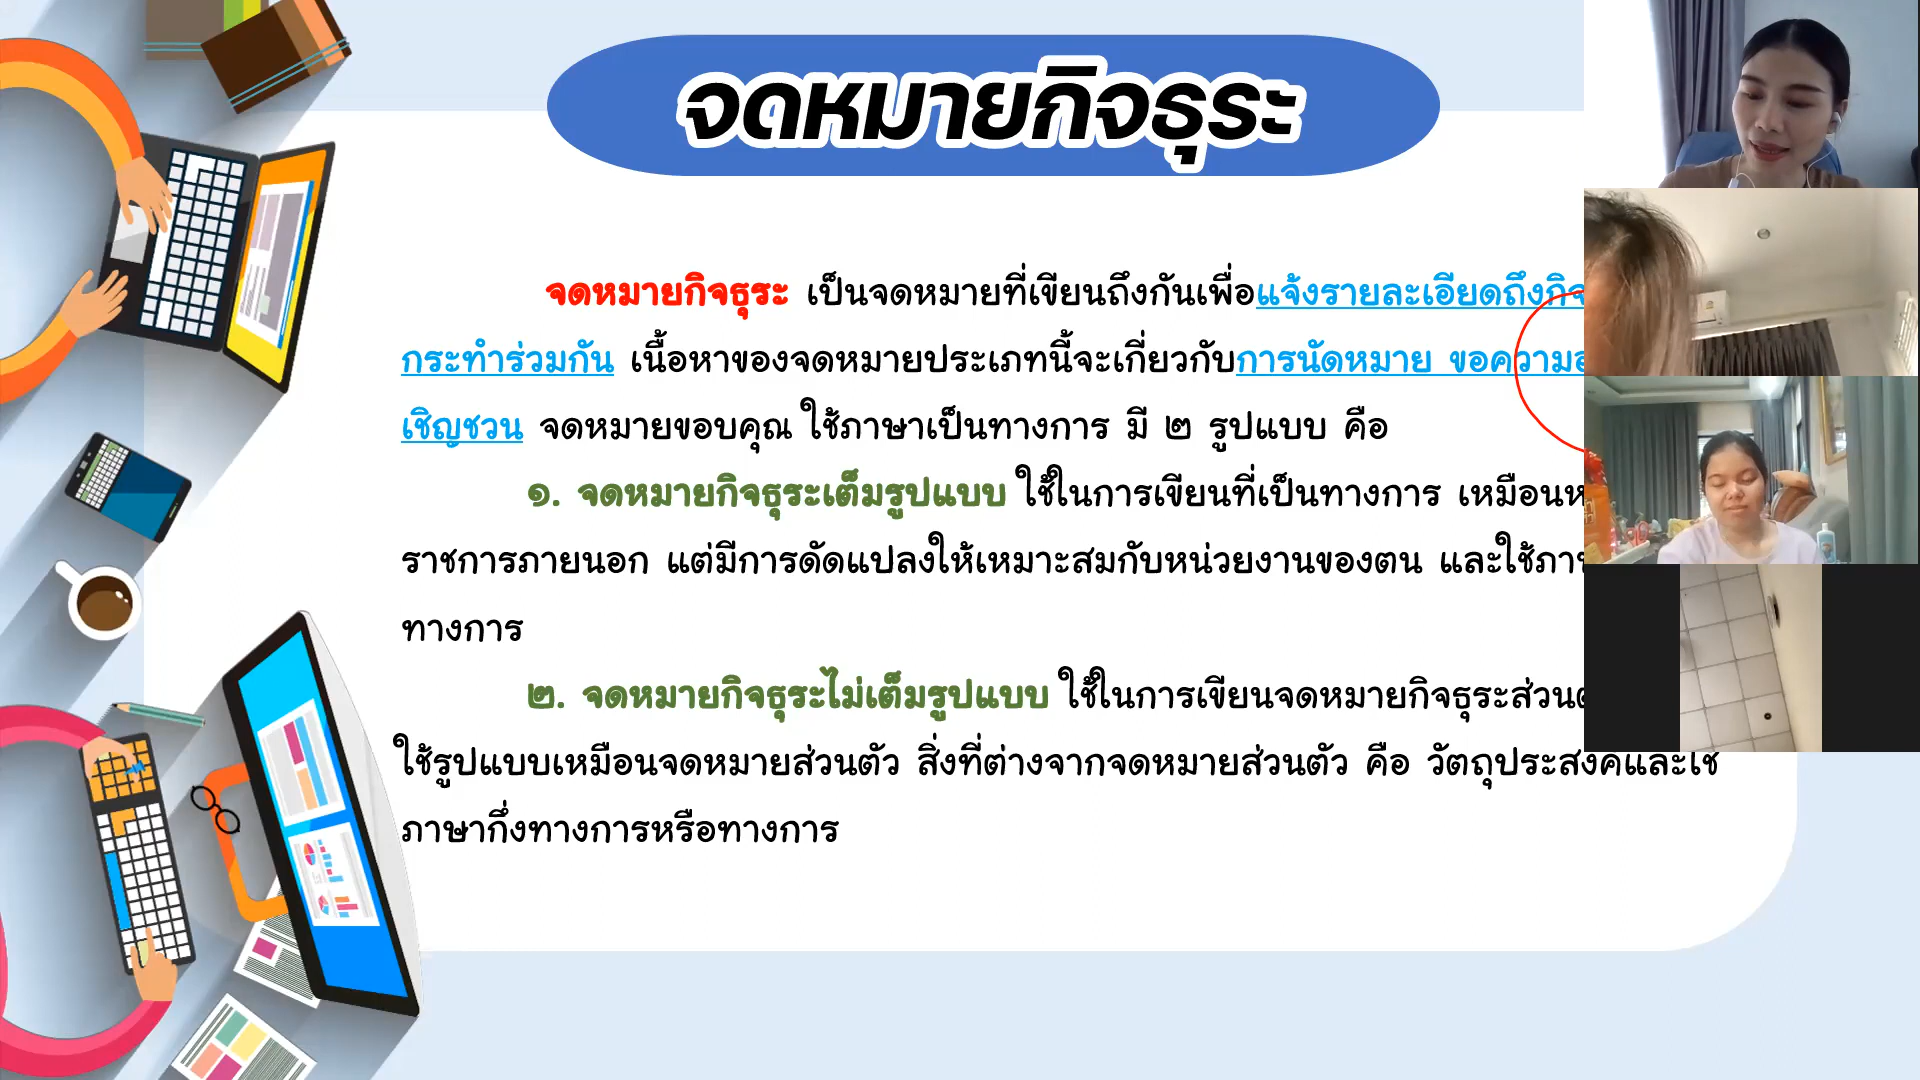 จดหมายกิจธุระ
จดหมายกิจธุระ เป็นจดหมายที่เขียนถึงกันเพื่อแจ้งรายละเอียดถึงกิจ
กระทำร่วมกัน เนื้อหาของจดหมายประเภทนี้จะเกี่ยวกับการนัดหมาย ขอความ
เชิญชวน จดหมายขอบคุณ ใช้ภาษาเป็นทางการ มี ๒ รูปแบบ คือ
๑. จดหมายกิจธุระเต็มรูปแบบ ใช้ในการเขียนที่เป็นทางการ เหมือน
ราชการภายนอก แต่มีการดัดแปลงให้เหมาะสมกับหน่วยงานของตน และใช้
ทางการ
๒. จดหมายกิจธุระไม่เต็มรูปแบบ ใช้ในการเขียนจดหมายกิจธุระส่วน
ใช้รูปแบบเหมือนจดหมายส่วนตัว สิ่งที่ต่างจากจดหมายส่วนตัว คือ วัตถุประสงค์และใช้
ภาษากึ่งทางการหรือทางการ